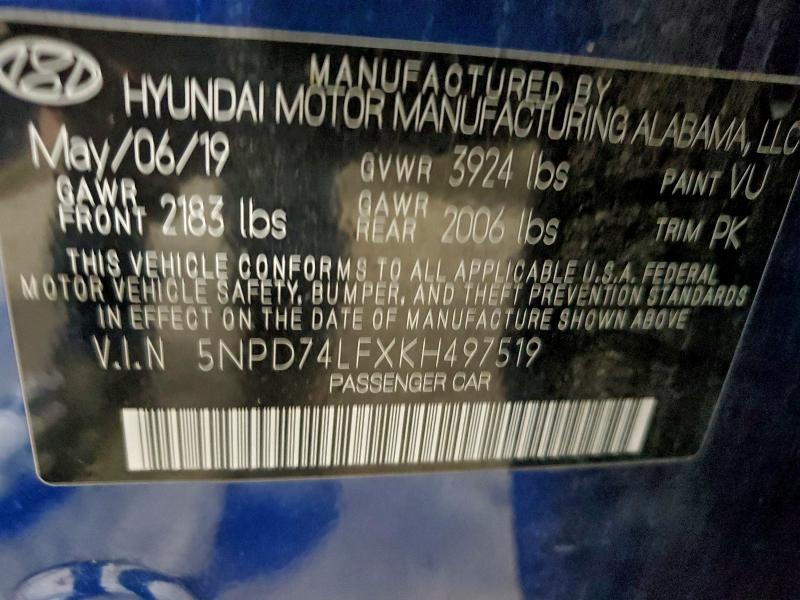 MANUFACTURED BY
HYUNDAI MOTOR MANUFACTURING ALABAMA, LLC
May/06/19 GVWR 3924 lbs PAINT VU
GAWR FRONT 2183 lbs GAWR REAR 2006 lbs TRIM PK
THIS VEHICLE CONFORMS TO ALL APPLICABLE U.S.A. FEDERAL
MOTOR VEHICLE SAFETY, BUMPER, AND THEFT PREVENTION STANDARDS
IN EFFECT ON THE DATE OF MANUFACTURE SHOWN ABOVE
V.I.N 5NPD74LFXKH497519
PASSENGER CAR